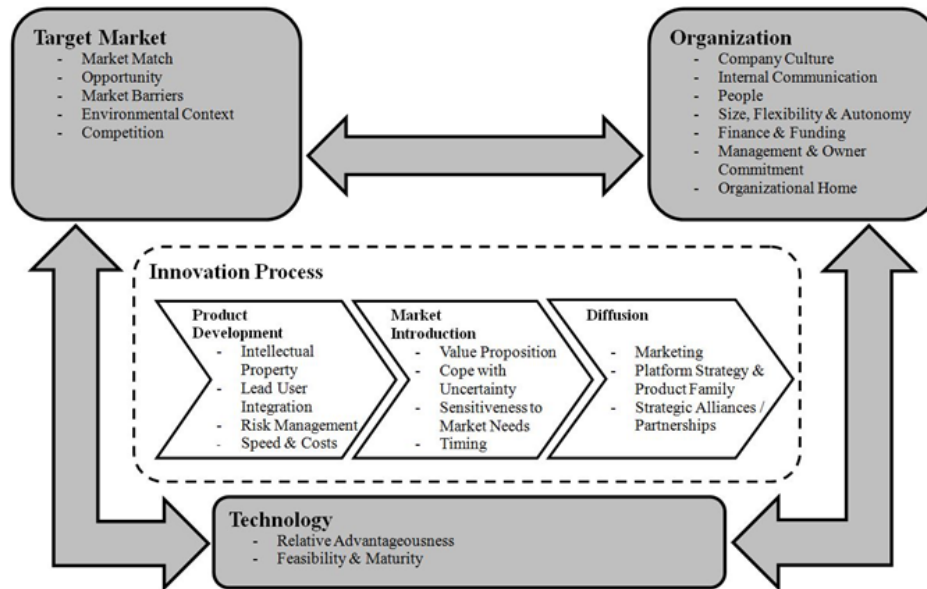 Target Market
- Market Match
- Opportunity
- Market Barriers
- Environmental Context
- Competition
Organization
- Company Culture
- Internal Communication
- People
- Size, Flexibility & Autonomy
- Finance & Funding
- Management & Owner
Commitment
- Organizational Home
Innovation Process
Product
Development
- Intellectual
Property
- Lead User
Integration
- Risk Management
- Speed & Costs
Market
Introduction
- Value Proposition
- Cope with
Uncertainty
- Sensitiveness to
Market Needs
- Timing
Diffusion
- Marketing
- Platform Strategy &
Product Family
- Strategic Alliances /
Partnerships
Technology
- Relative Advantageousness
- Feasibility & Maturity